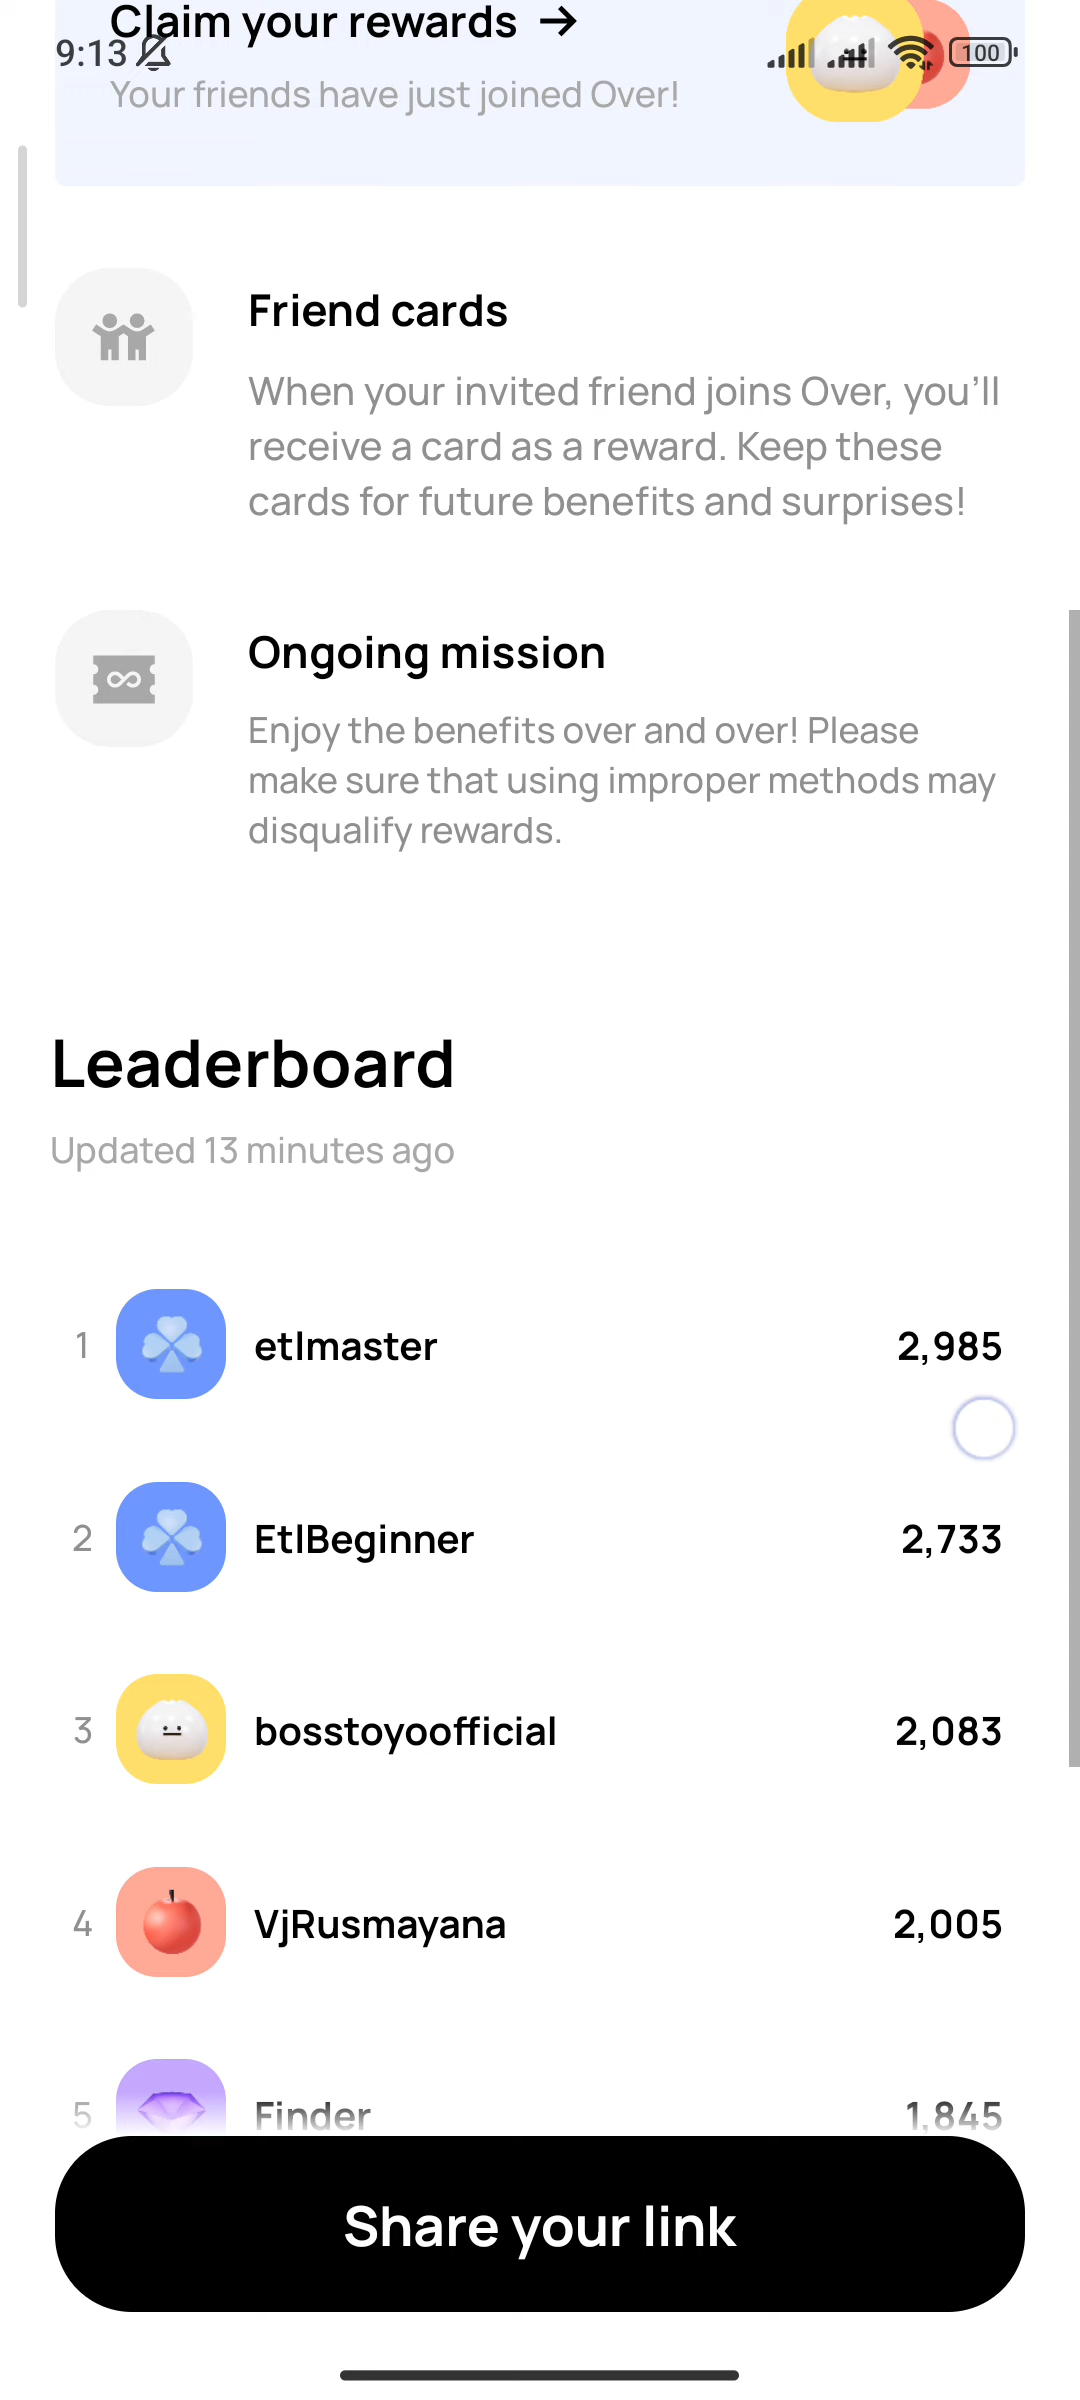 Claim your rewards →
9:13
100
Your friends have just joined Over!
Friend cards
When your invited friend joins Over, you’ll
receive a card as a reward. Keep these
cards for future benefits and surprises!
Ongoing mission
Enjoy the benefits over and over! Please
make sure that using improper methods may
disqualify rewards.
Leaderboard
Updated 13 minutes ago
1 etlmaster 2,985
2 EtlBeginner 2,733
3 bosstoyoofficial 2,083
4 VjRusmayana 2,005
5 Finder 1,845
Share your link